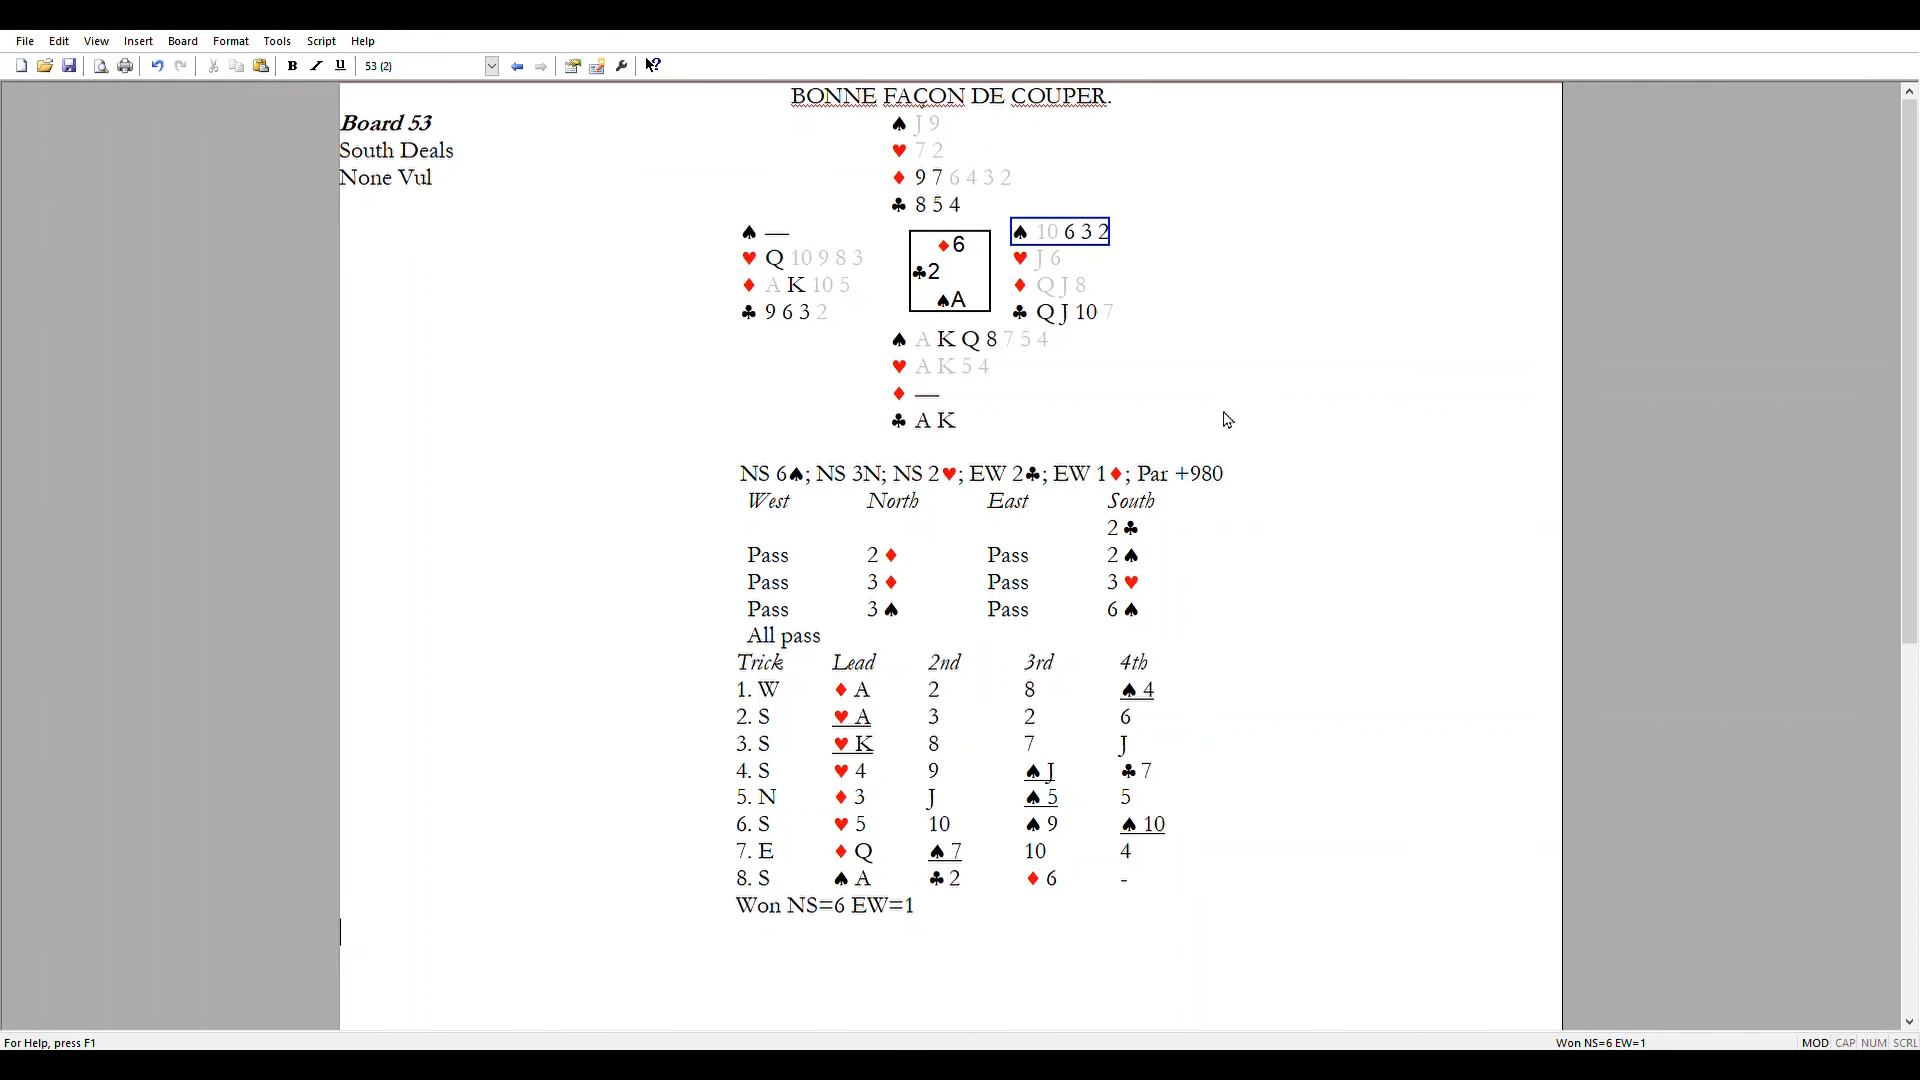 File Edit View Insert Board Format Tools Script Help
B I U 53 (2)
BONNE FAÇON DE COUPER.
Board 53
South Deals
None Vul
♠ J 9
♥ 7 2
♦ 9 7 6 4 3 2
♣ 8 5 4
♠ —
♥ Q 10 9 8 3
♦ A K 10 5
♣ 9 6 3 2
♦6
♣2
♠A
♠ 10 6 3 2
♥ J 6
♦ Q J 8
♣ Q J 10 7
♠ A K Q 8 7 5 4
♥ A K 5 4
♦ —
♣ A K
NS 6♠; NS 3N; NS 2♥; EW 2♣; EW 1♦; Par +980
West North East South
2 ♣
Pass 2 ♦ Pass 2 ♠
Pass 3 ♦ Pass 3 ♥
Pass 3 ♠ Pass 6 ♠
All pass
Trick Lead 2nd 3rd 4th
1. W ♦ A 2 8 ♠ 4
2. S ♥ A 3 2 6
3. S ♥ K 8 7 J
4. S ♥ 4 9 ♠ J ♣ 7
5. N ♦ 3 J ♠ 5 5
6. S ♥ 5 10 ♠ 9 ♠ 10
7. E ♦ Q ♠ 7 10 4
8. S ♠ A ♣ 2 ♦ 6 -
Won NS=6 EW=1
For Help, press F1 Won NS=6 EW=1 MOD CAP NUM SCRL